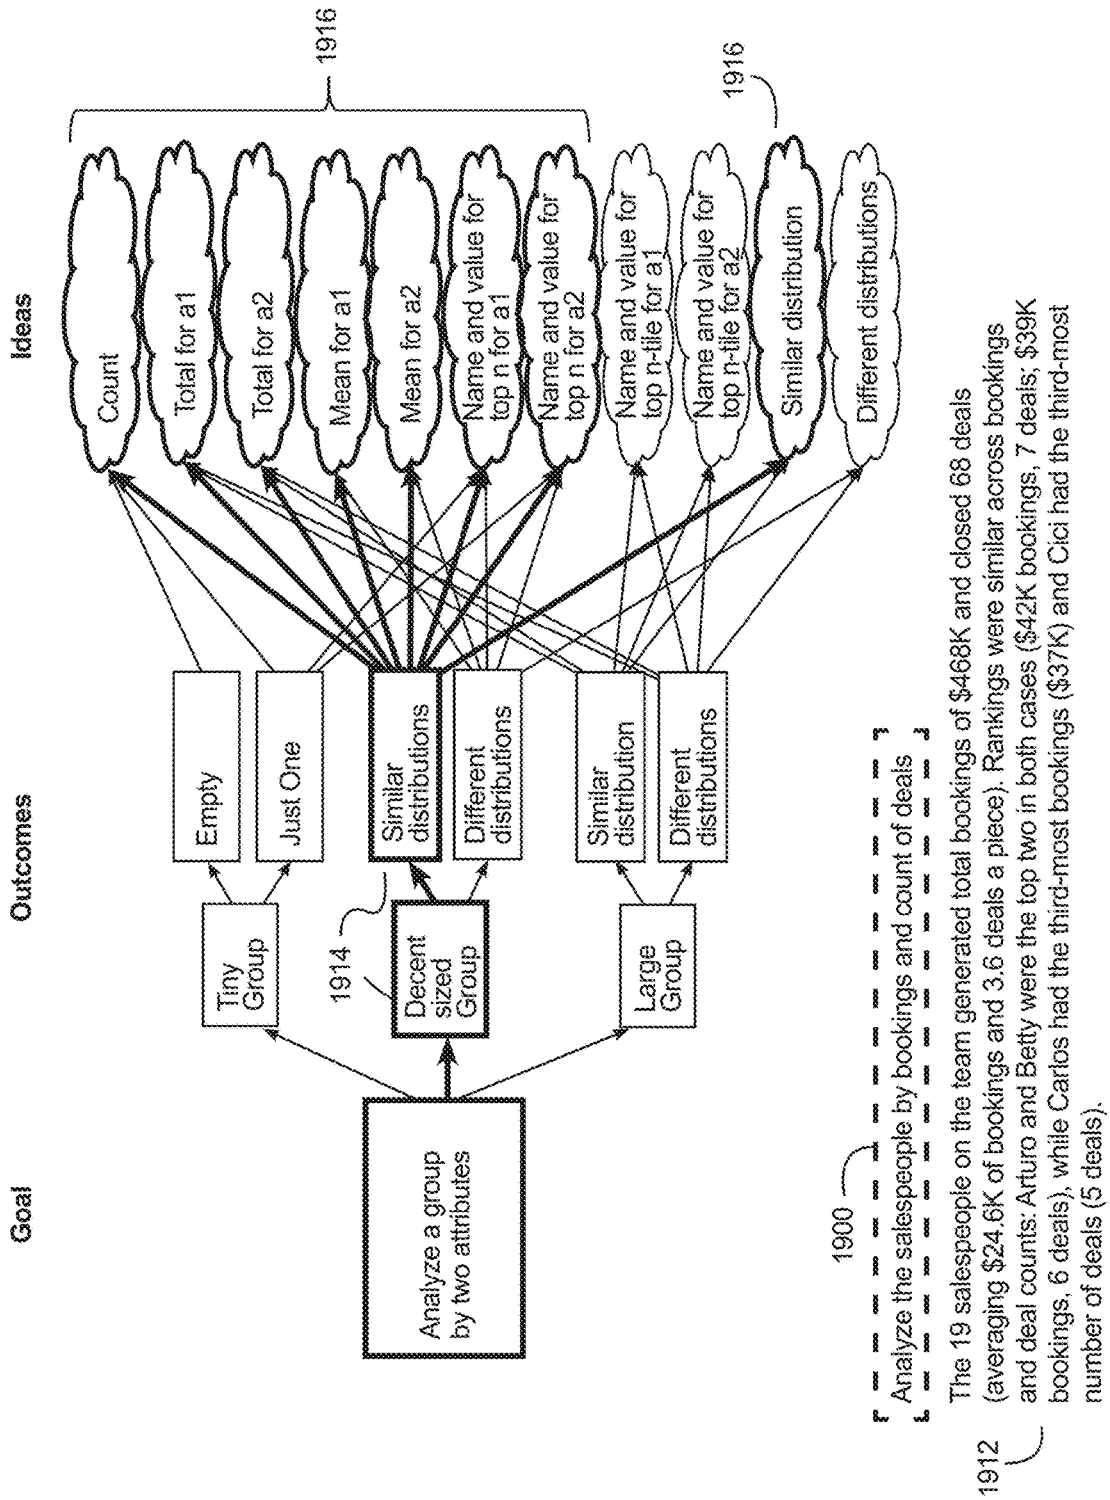 Goal
Outcomes
Ideas
Analyze a group
by two attributes
Tiny
Group
1914
Decent
sized
Group
Large
Group
Empty
Just One
Similar
distributions
Different
distributions
Similar
distribution
Different
distributions
Count
Total for a1
Total for a2
Mean for a1
Mean for a2
Name and value for
top n for a1
Name and value for
top n for a2
Name and value for
top n-tile for a1
Name and value for
top n-tile for a2
Similar distribution
Different distributions
1916
1916
1900
Analyze the salespeople by bookings and count of deals
1912
The 19 salespeople on the team generated total bookings of $468K and closed 68 deals
(averaging $24.6K of bookings and 3.6 deals a piece). Rankings were similar across bookings
and deal counts: Arturo and Betty were the top two in both cases ($42K bookings, 7 deals; $39K
bookings, 6 deals), while Carlos had the third-most bookings ($37K) and Cici had the third-most
number of deals (5 deals).